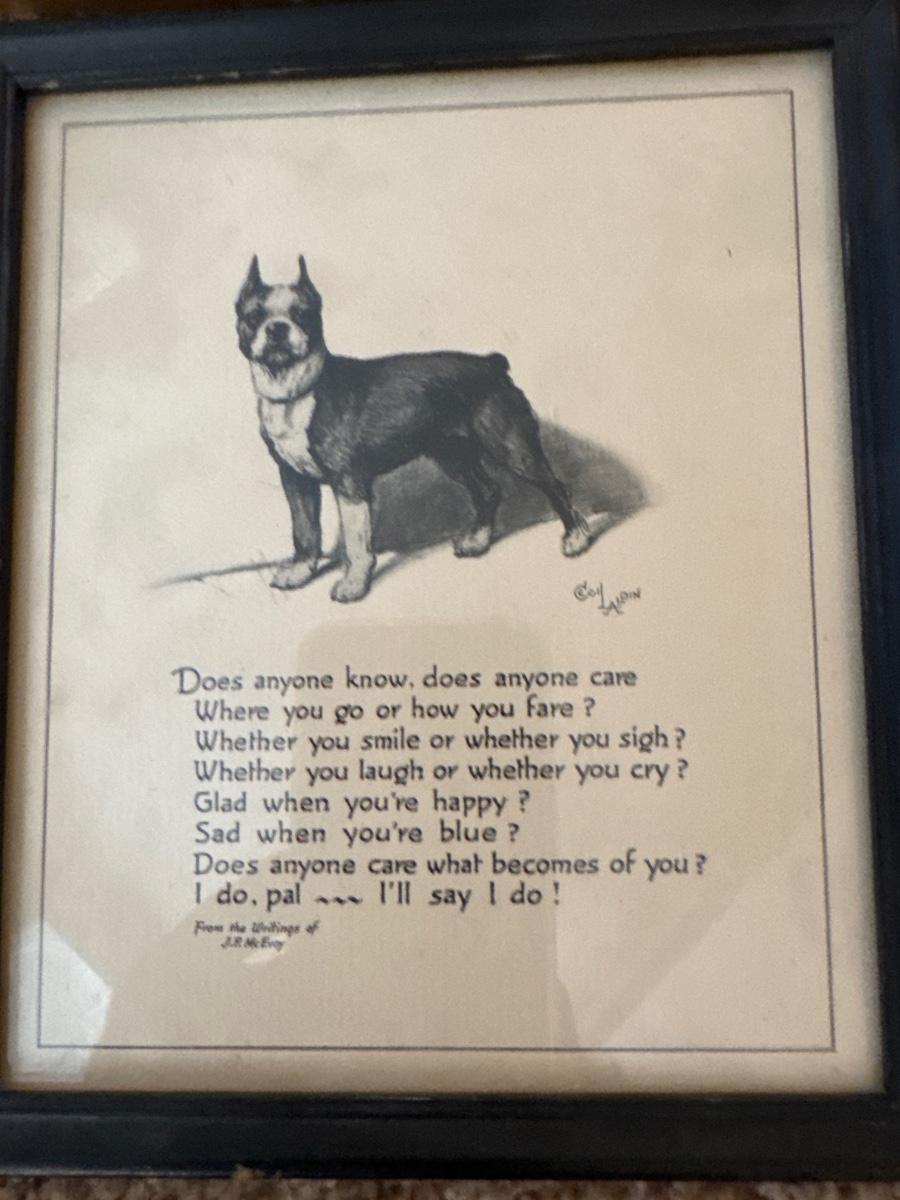 Cecil Aldin
Does anyone know, does anyone care
Where you go or how you fare?
Whether you smile or whether you sigh?
Whether you laugh or whether you cry?
Glad when you're happy?
Sad when you're blue?
Does anyone care what becomes of you?
I do, pal ~~~ I'll say I do!
From the Writings of
J.P. McEvoy